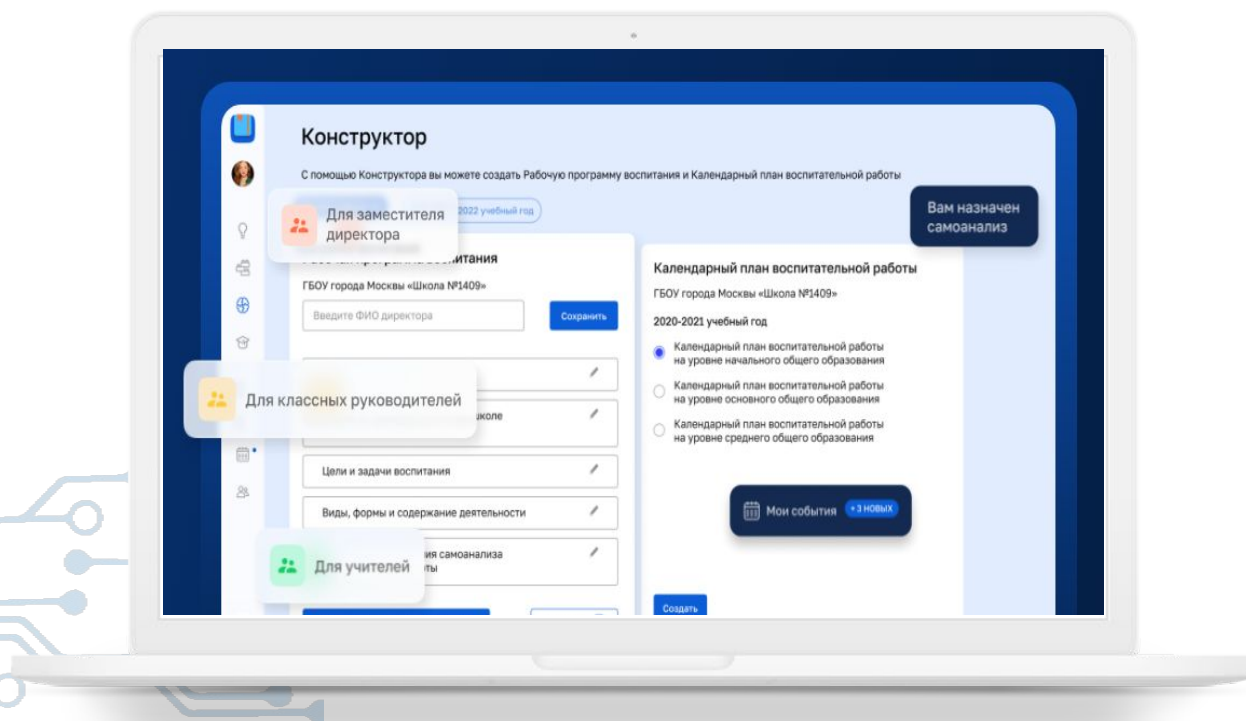 Конструктор
С помощью Конструктора вы можете создать Рабочую программу воспитания и Календарный план воспитательной работы
Для заместителя
директора
2022 учебный год
Вам назначен
самоанализ
ГБОУ города Москвы «Школа №1409»
Введите ФИО директора
Сохранить
Для классных руководителей
школе
Цели и задачи воспитания
Виды, формы и содержание деятельности
Для учителей
самоанализа
Календарный план воспитательной работы
ГБОУ города Москвы «Школа №1409»
2020-2021 учебный год
Календарный план воспитательной работы
на уровне начального общего образования
Календарный план воспитательной работы
на уровне основного общего образования
Календарный план воспитательной работы
на уровне среднего общего образования
Мои события
+ 3 НОВЫХ
Создать